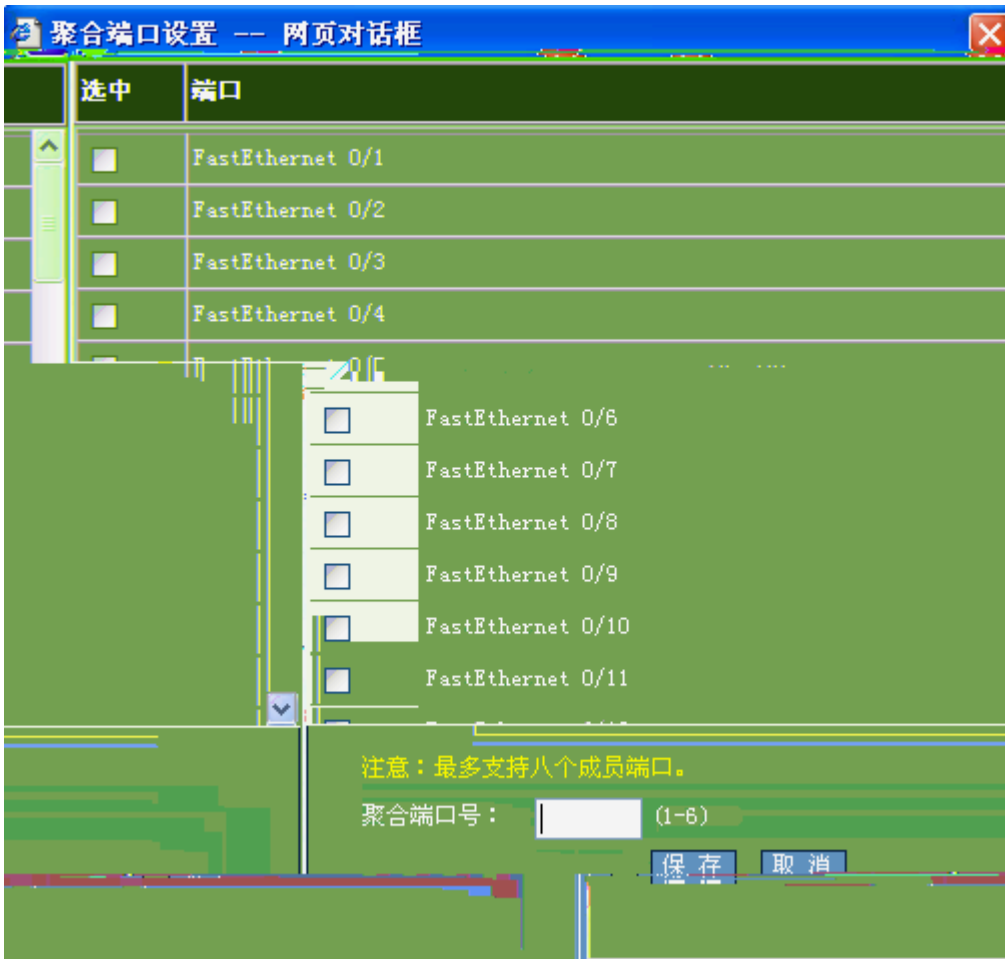 聚合端口设置 -- 网页对话框
选中 端口
FastEthernet 0/1
FastEthernet 0/2
FastEthernet 0/3
FastEthernet 0/4
FastEthernet 0/6
FastEthernet 0/7
FastEthernet 0/8
FastEthernet 0/9
FastEthernet 0/10
FastEthernet 0/11
注意：最多支持八个成员端口。
聚合端口号： (1-6)
保 存 取 消